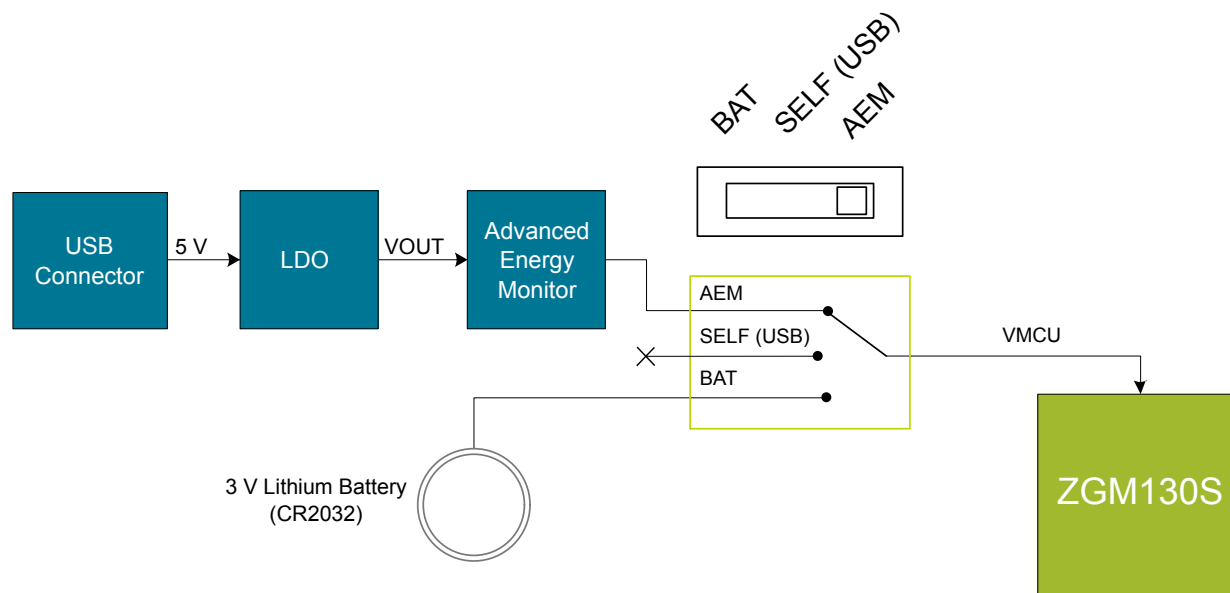 BAT
SELF (USB)
AEM
USB
Connector
5 V
LDO
VOUT
Advanced
Energy
Monitor
AEM
SELF (USB)
BAT
VMCU
3 V Lithium Battery
(CR2032)
ZGM130S